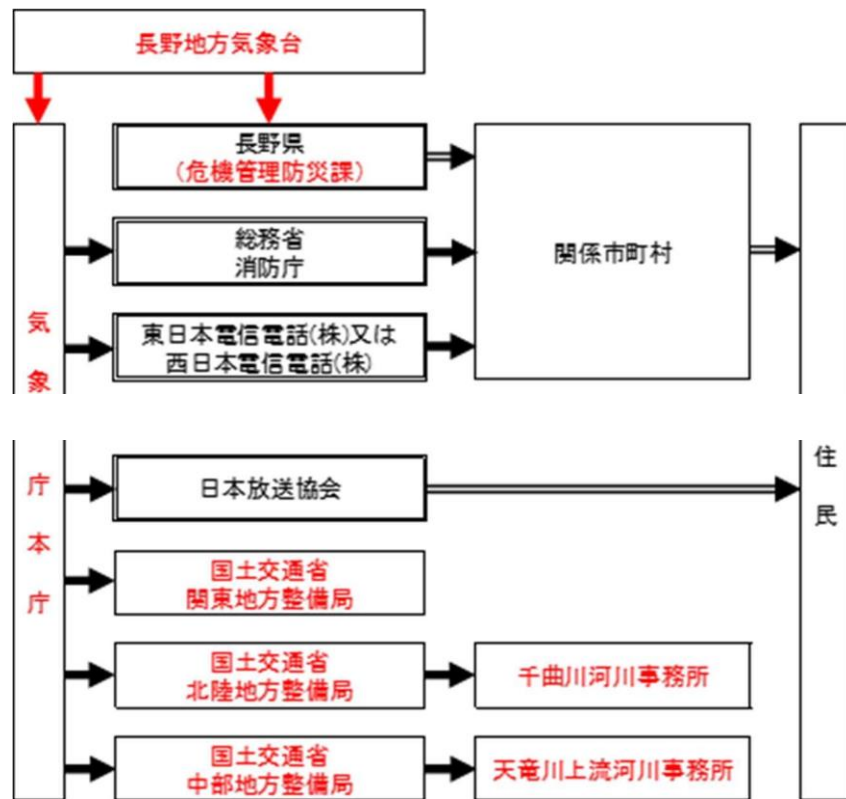 長野地方気象台
長野県
(危機管理防災課)
総務省
消防庁
東日本電信電話(株)又は
西日本電信電話(株)
関係市町村
気
象
庁
本
庁
日本放送協会
国土交通省
関東地方整備局
国土交通省
北陸地方整備局
千曲川河川事務所
国土交通省
中部地方整備局
天竜川上流河川事務所
住
民